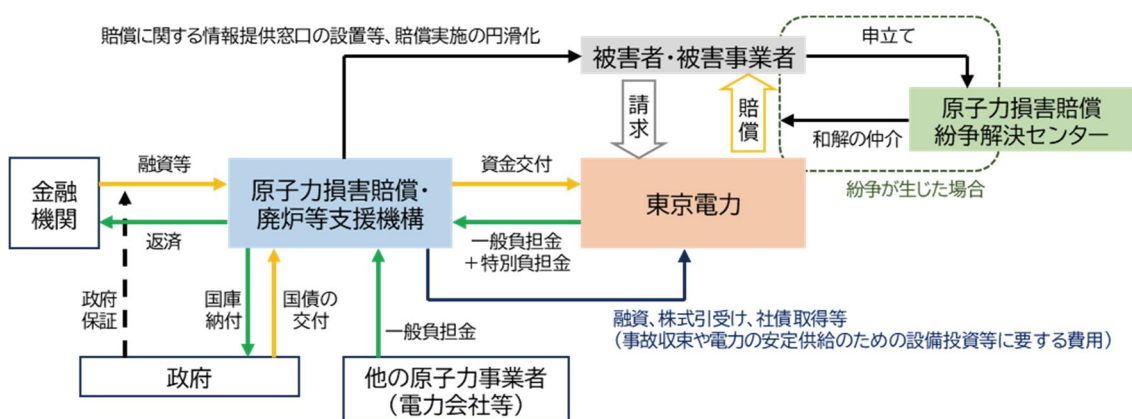 賠償に関する情報提供窓口の設置等、賠償実施の円滑化
被害者・被害事業者
申立て
請求
賠償
原子力損害賠償
紛争解決センター
和解の仲介
紛争が生じた場合
金融
機関
融資等
返済
原子力損害賠償・
廃炉等支援機構
資金交付
東京電力
一般負担金
＋特別負担金
政府
保証
国庫
納付
国債の
交付
一般負担金
融資、株式引受け、社債取得等
（事故収束や電力の安定供給のための設備投資等に要する費用）
政府
他の原子力事業者
（電力会社等）